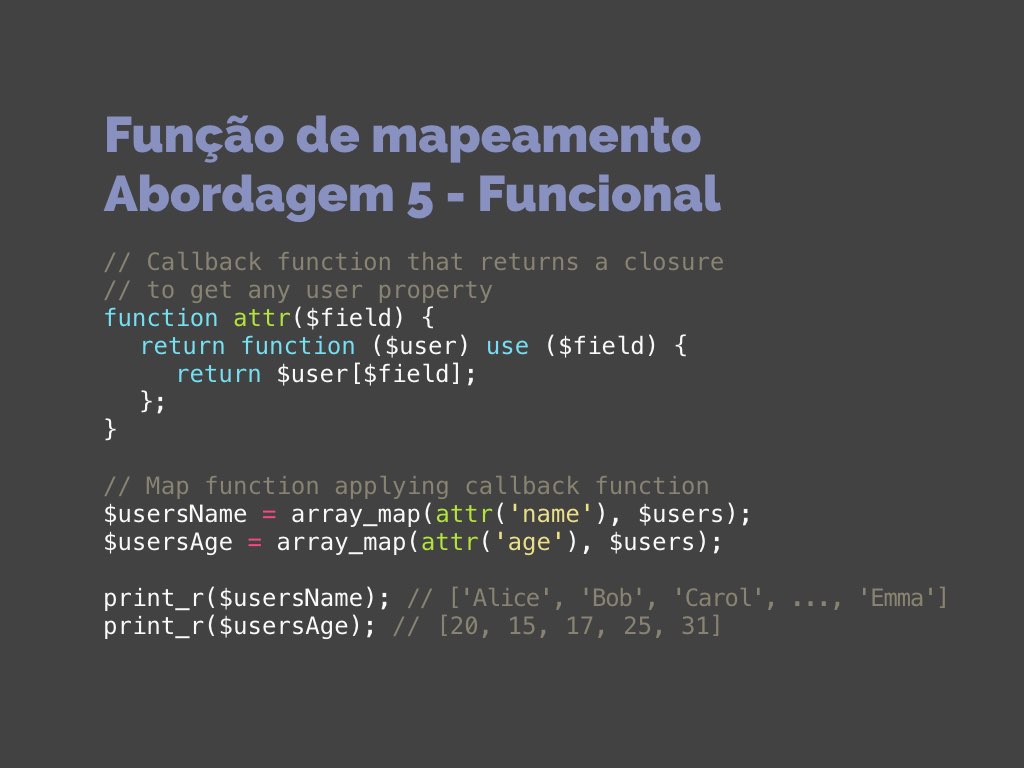 Função de mapeamento
Abordagem 5 - Funcional
// Callback function that returns a closure
// to get any user property
function attr($field) {
return function ($user) use ($field) {
return $user[$field];
};
}
// Map function applying callback function
$usersName = array_map(attr('name'), $users);
$usersAge = array_map(attr('age'), $users);
print_r($usersName); // ['Alice', 'Bob', 'Carol', ..., 'Emma']
print_r($usersAge); // [20, 15, 17, 25, 31]